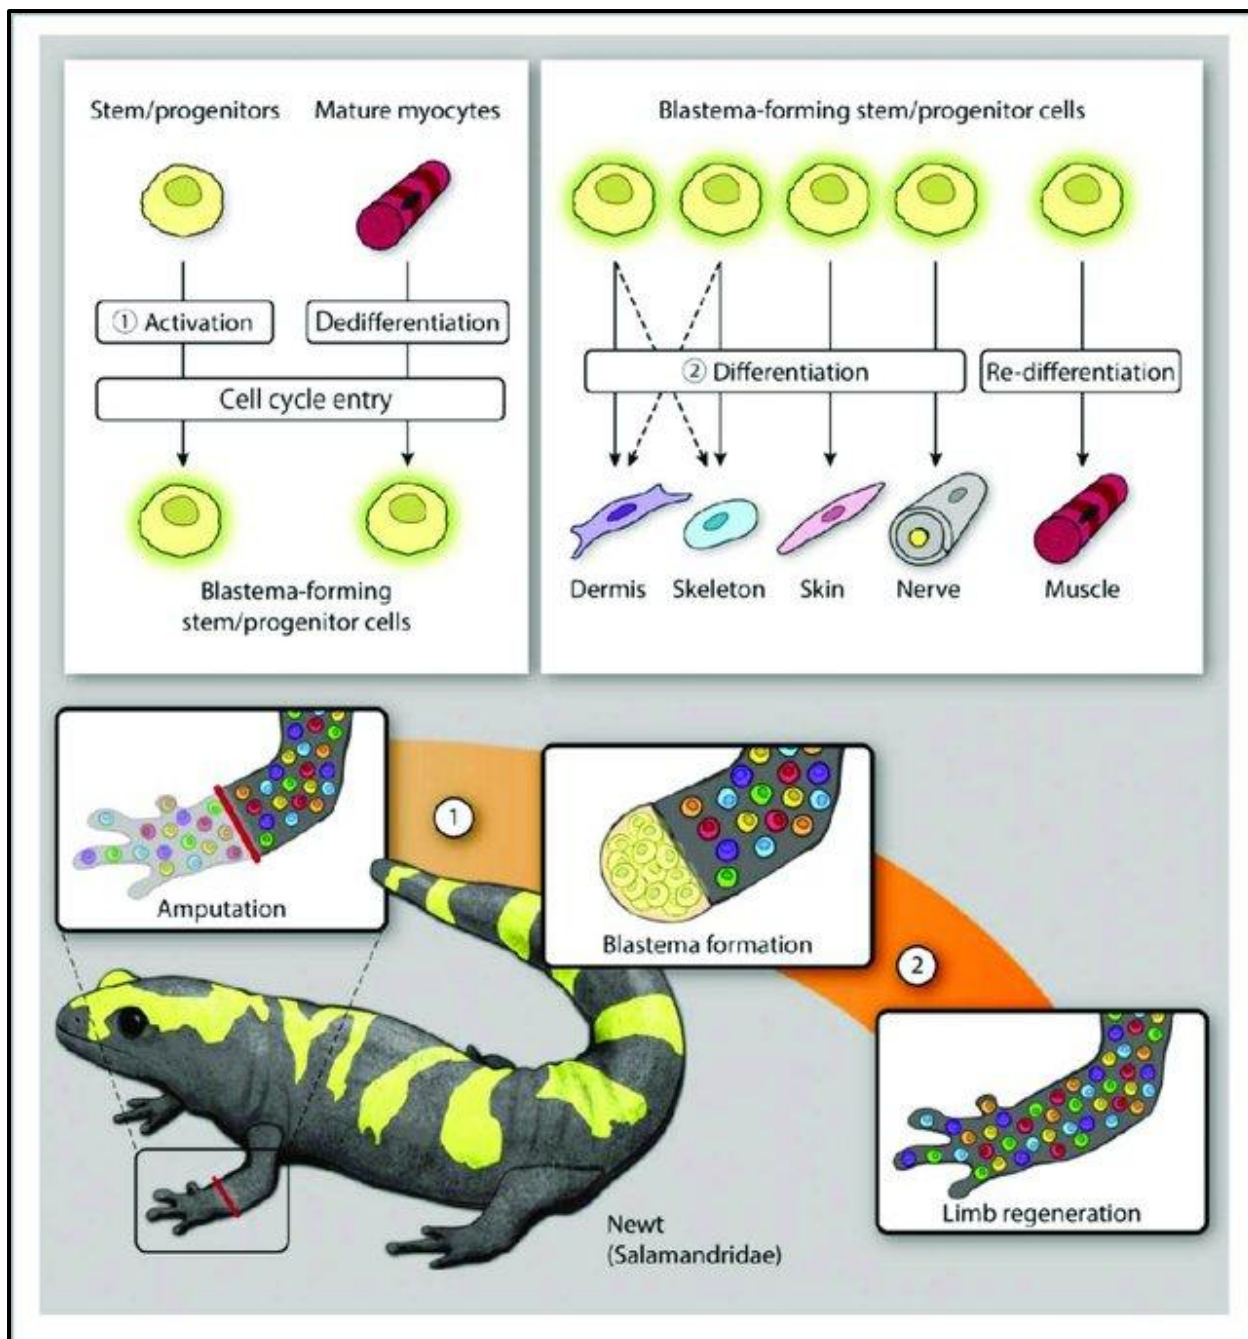 Stem/progenitors
Mature myocytes
① Activation
Dedifferentiation
Cell cycle entry
Blastema-forming
stem/progenitor cells
Blastema-forming stem/progenitor cells
② Differentiation
Re-differentiation
Dermis
Skeleton
Skin
Nerve
Muscle
Amputation
1
Blastema formation
2
Limb regeneration
Newt
(Salamandridae)